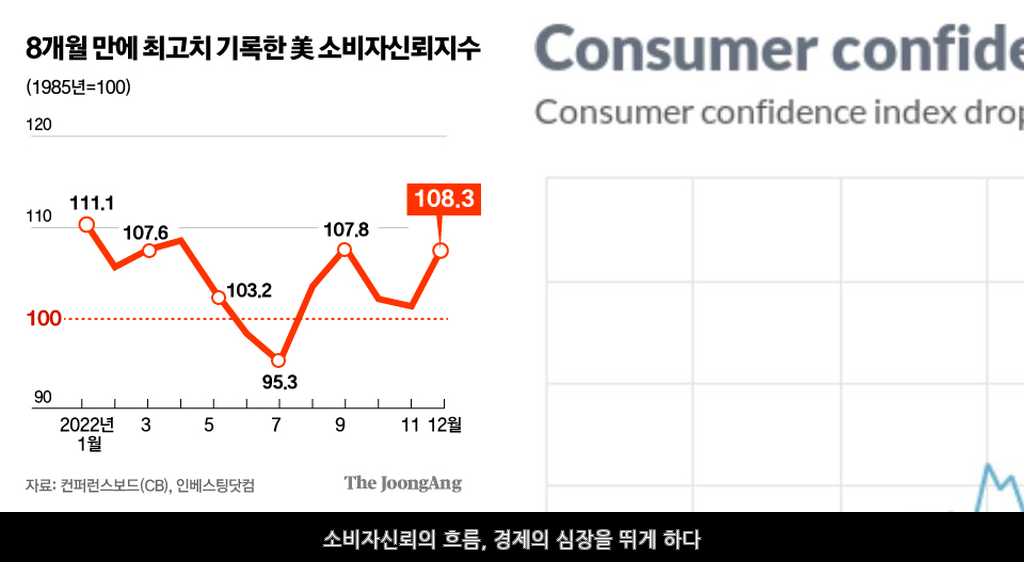 8개월 만에 최고치 기록한 美 소비자신뢰지수
(1985년=100)
120
110
100
90
111.1
107.6
103.2
95.3
107.8
108.3
2022년 1월 3 5 7 9 11 12월
자료: 컨퍼런스보드(CB), 인베스팅닷컴
The JoongAng
Consumer confide
Consumer confidence index drop
소비자신뢰의 흐름, 경제의 심장을 뛰게 하다